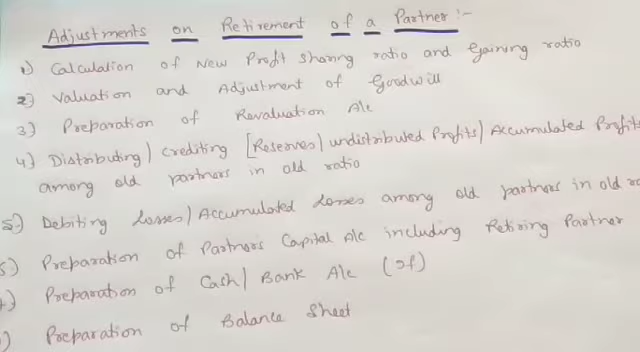 Adjustments on Retirement of a Partner :-
1) Calculation of New Profit sharing ratio and Gaining ratio
2) Valuation and Adjustment of Goodwill
3) Preparation of Revaluation A/c
4) Distributing / Crediting [Reserves / undistributed Profits / Accumulated Profits
among old partners in old ratio
5) Debiting Losses / Accumulated Losses among old partners in old ra
) Preparation of Partners Capital A/c including Retiring Partner
) Preparation of Cash / Bank A/c (If)
) Preparation of Balance Sheet